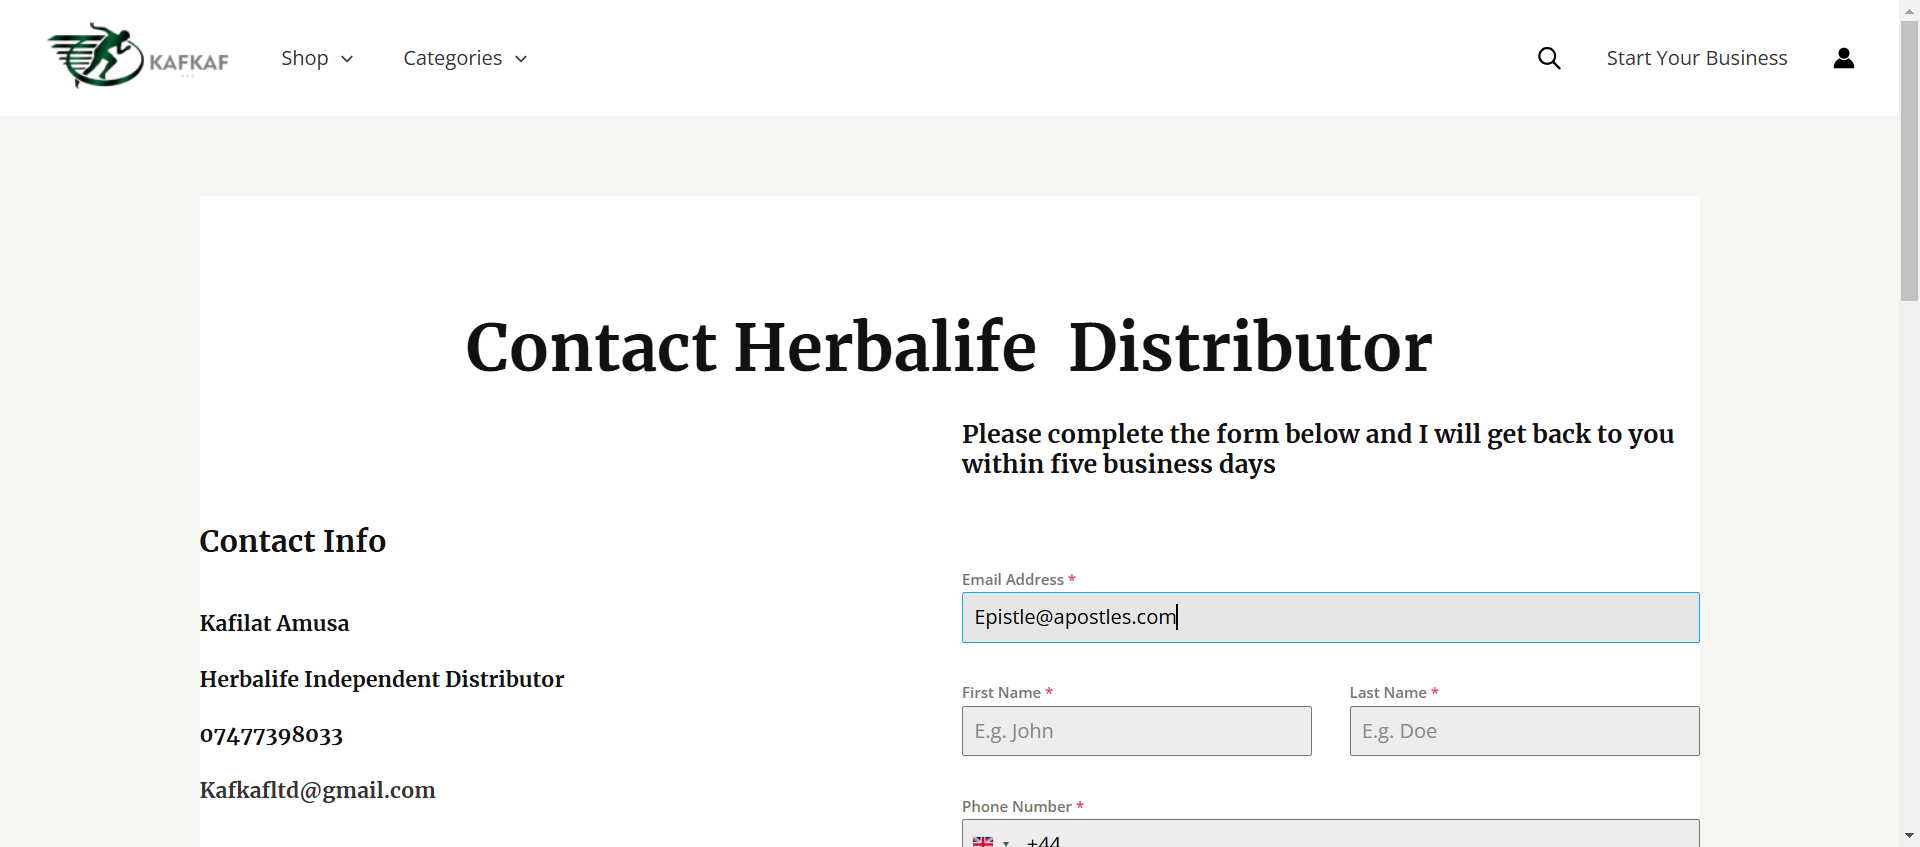 KAFKAF
Shop
Categories
Start Your Business
Contact Herbalife Distributor
Please complete the form below and I will get back to you
within five business days
Contact Info
Kafilat Amusa
Herbalife Independent Distributor
07477398033
Kafkafltd@gmail.com
Email Address *
Epistle@apostles.com
First Name *
E.g. John
Last Name *
E.g. Doe
Phone Number *
+44